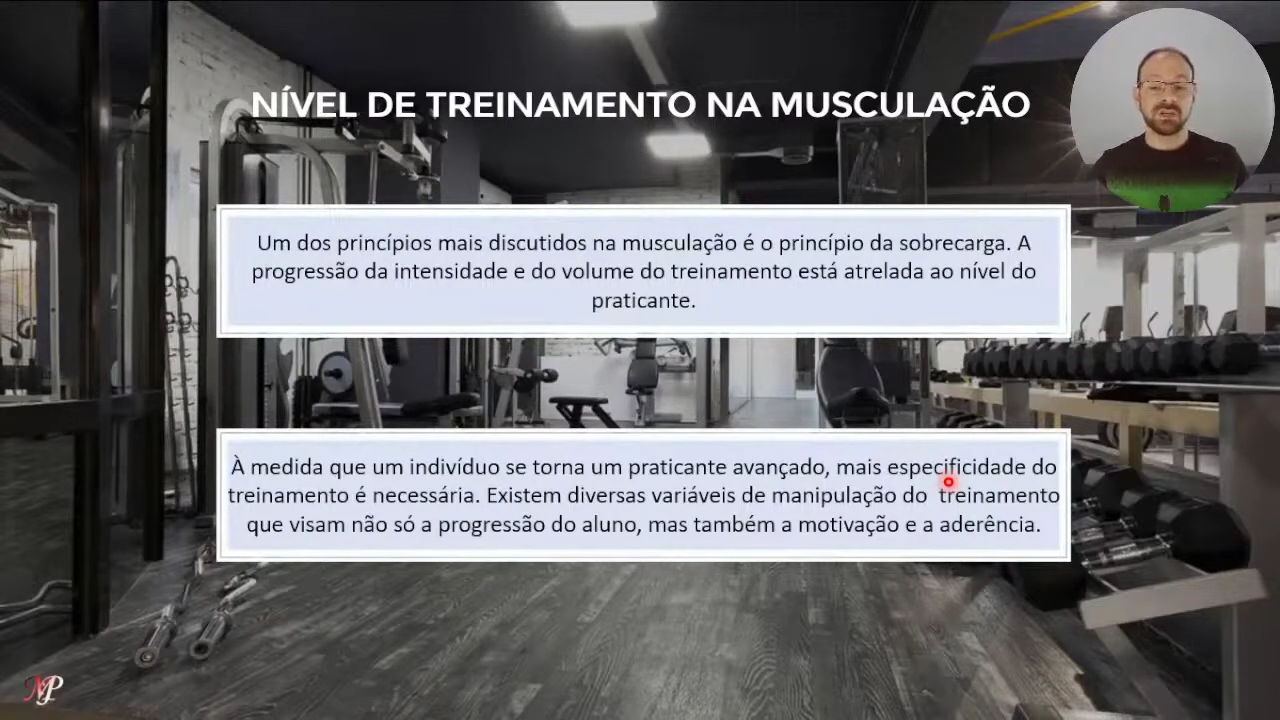 NÍVEL DE TREINAMENTO NA MUSCULAÇÃO
Um dos princípios mais discutidos na musculação é o princípio da sobrecarga. A
progressão da intensidade e do volume do treinamento está atrelada ao nível do
praticante.
À medida que um indivíduo se torna um praticante avançado, mais especificidade do
treinamento é necessária. Existem diversas variáveis de manipulação do treinamento
que visam não só a progressão do aluno, mas também a motivação e a aderência.
MP